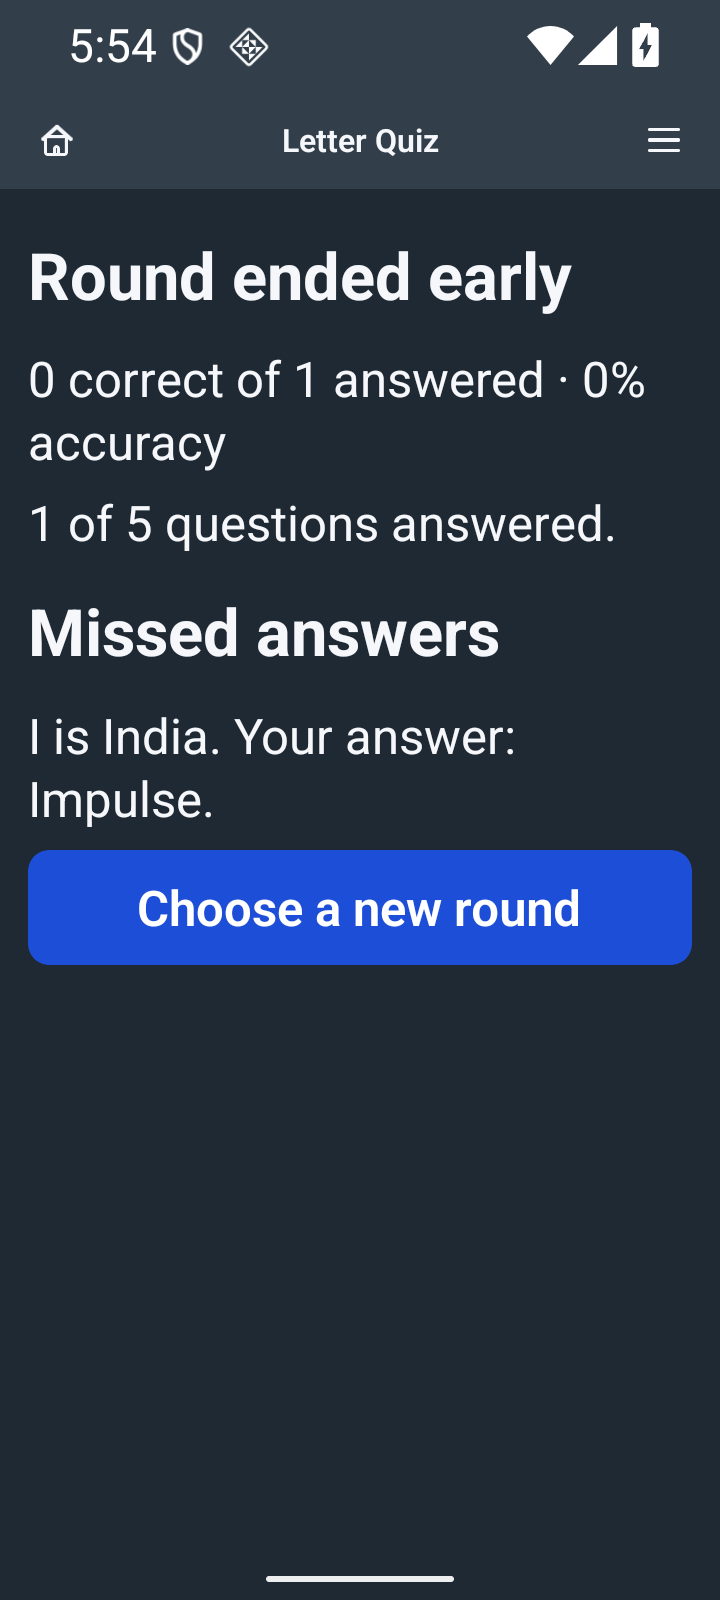 5:54
Letter Quiz
Round ended early
0 correct of 1 answered · 0%
accuracy
1 of 5 questions answered.
Missed answers
I is India. Your answer:
Impulse.
Choose a new round